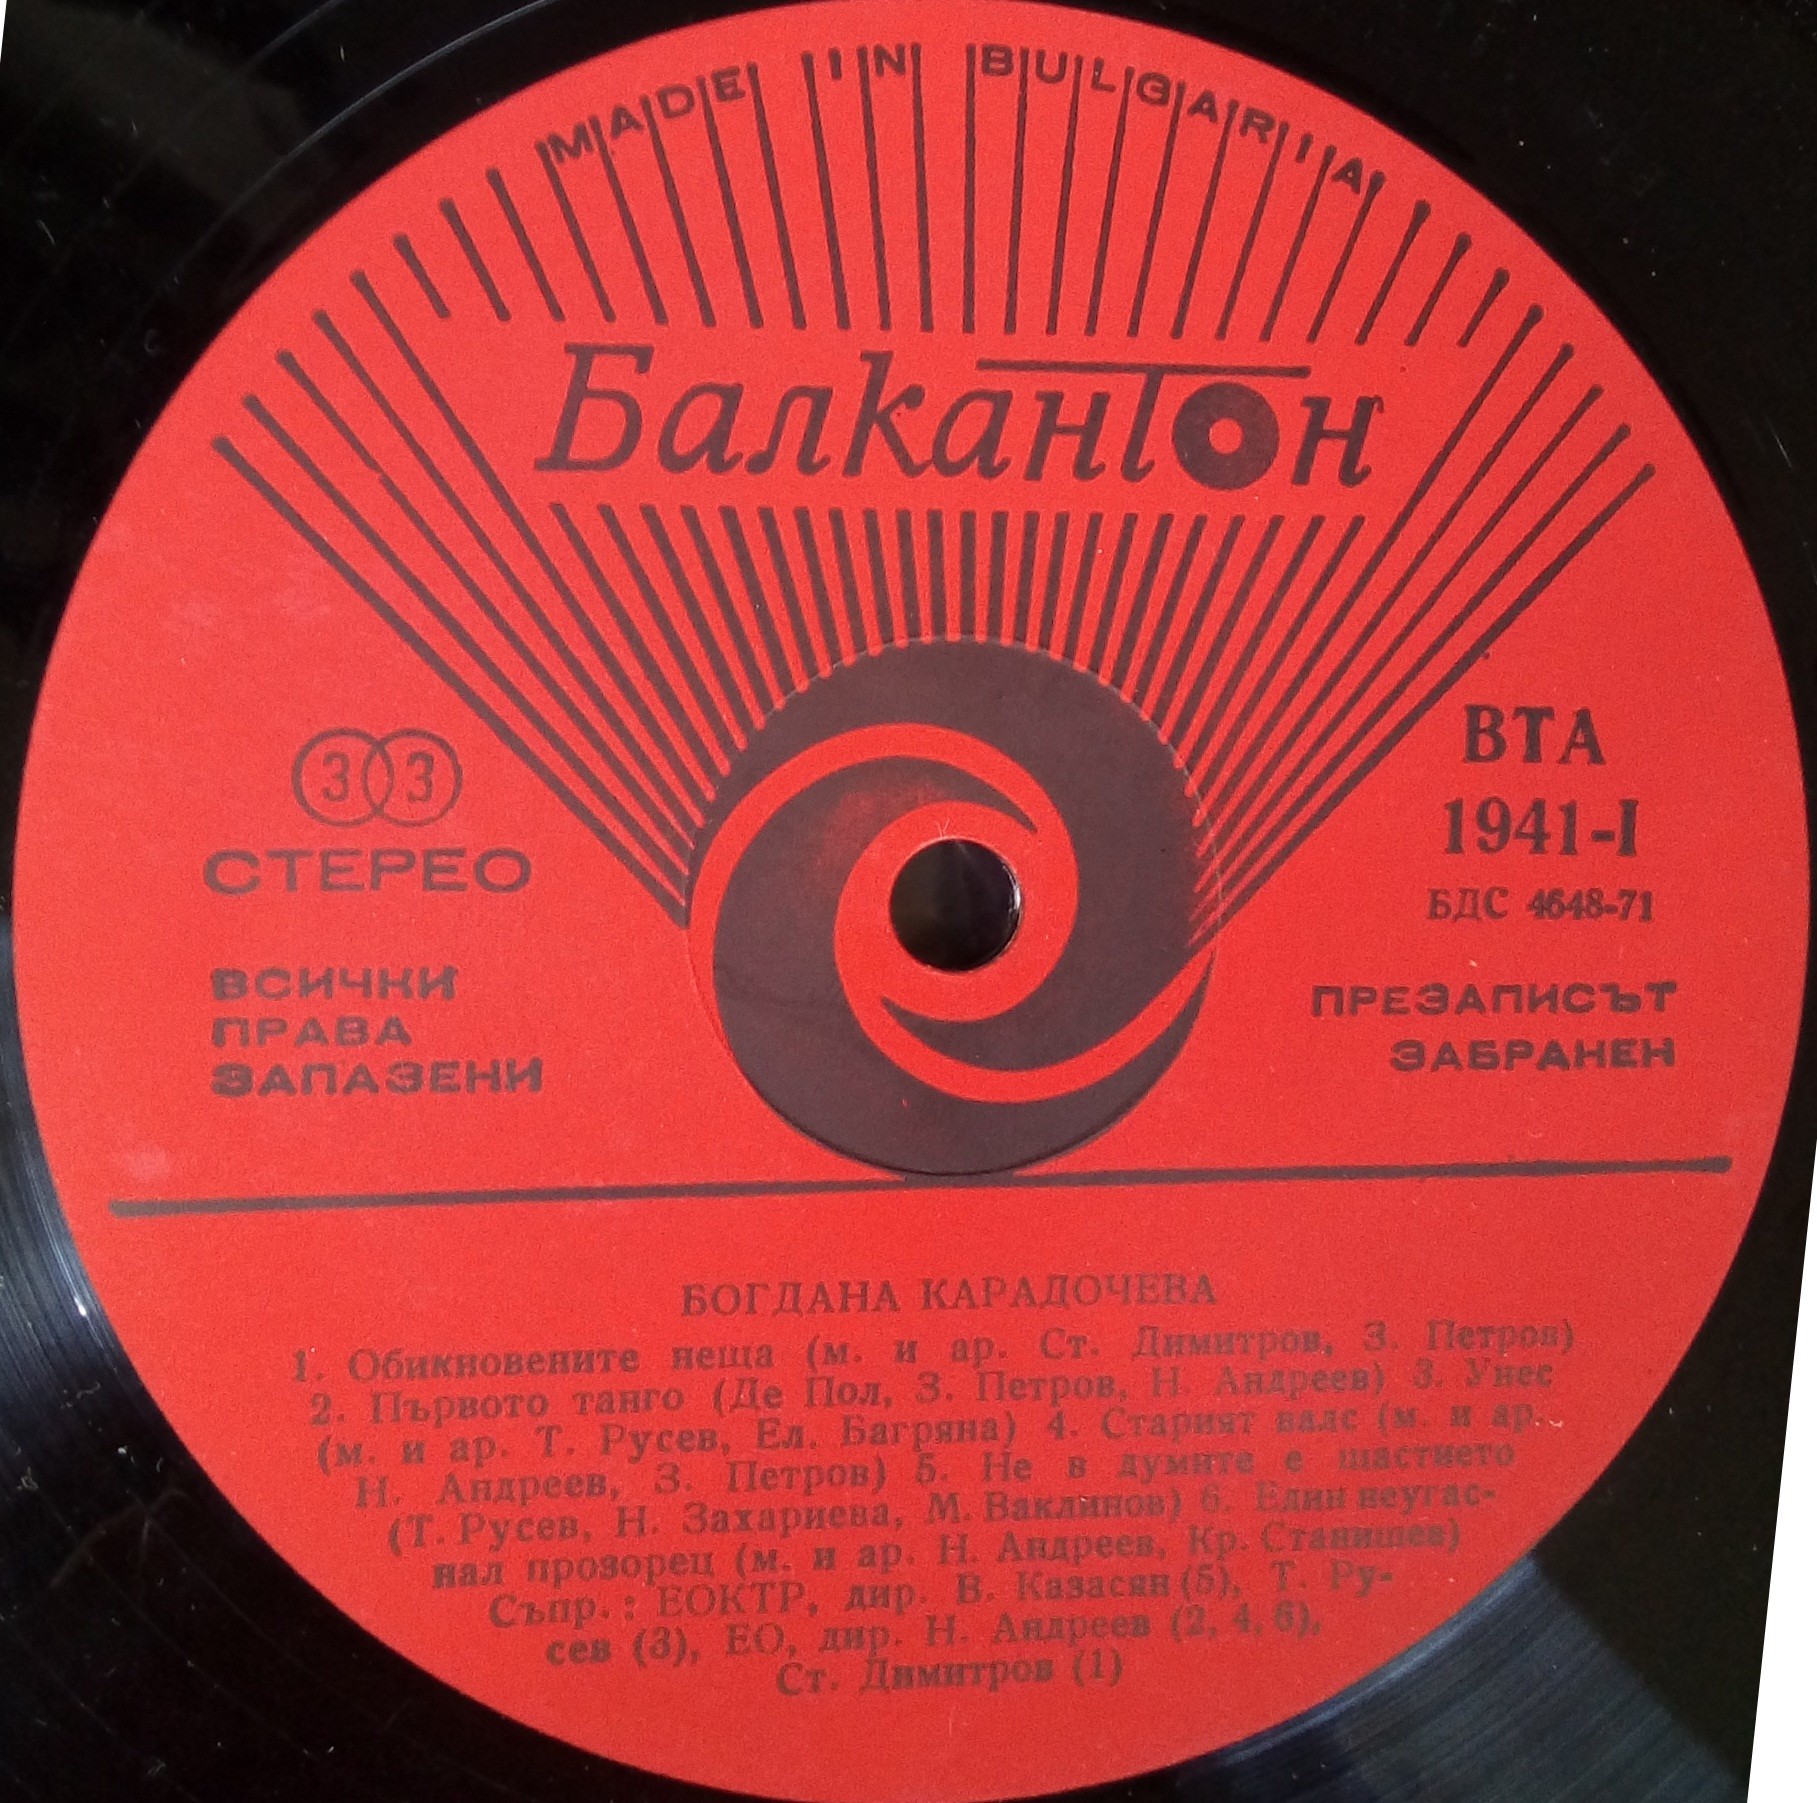 MADE IN BULGARIA
Балкантон
33
СТЕРЕО
ВСИЧКИ
ПРАВА
ЗАПАЗЕНИ
ВТА
1941-I
БДС 4648-71
ПРЕЗАПИСЪТ
ЗАБРАНЕН
БОГДАНА КАРАДОЧЕВА
1. Обикновените неща (м. и ар. Ст. Димитров, З. Петров)
2. Първото танго (Де Пол, З. Петров, Н. Андреев) 3. Унес
(м. и ар. Т. Русев, Ел. Багряна) 4. Старият валс (м. и ар.
Н. Андреев, З. Петров) 5. Не в думите е щастието
(Т. Русев, Н. Захариева, М. Ваклинов) 6. Един неугас-
нал прозорец (м. и ар. Н. Андреев, Кр. Станишев)
Съпр.: ЕОКТР, дир. В. Казасян (5), Т. Ру-
сев (3), ЕО, дир. Н. Андреев (2, 4, 6),
Ст. Димитров (1)